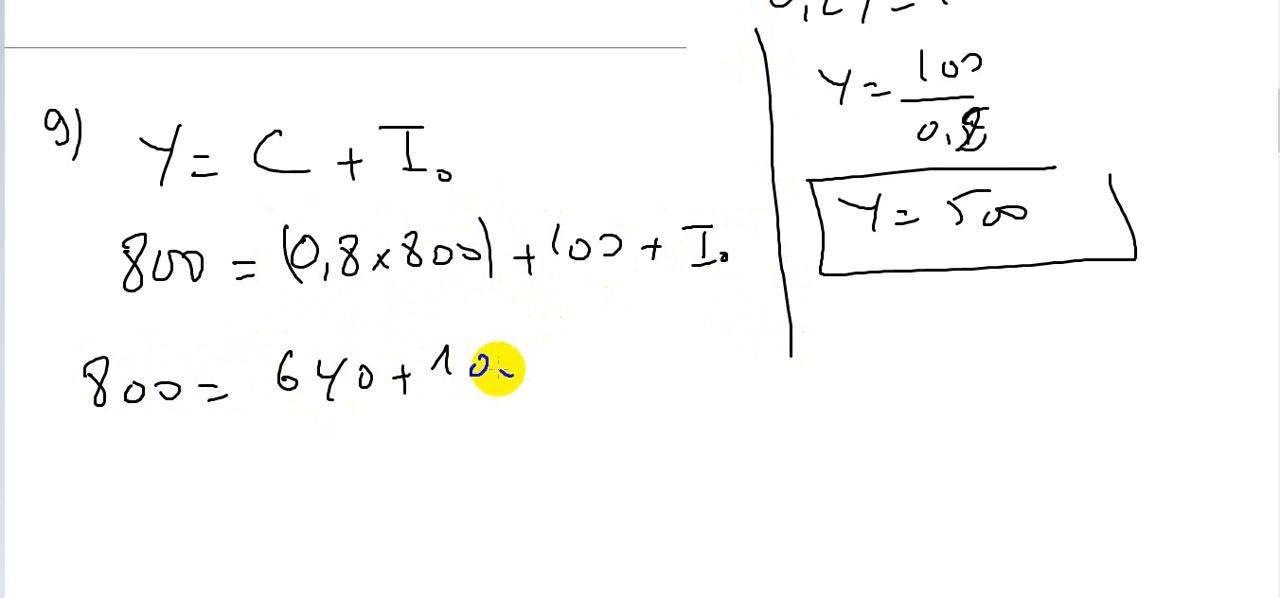 9) Y = C + I₀
800 = (0,8 x 800) + 100 + I₀
800 = 640 + 10
Y = 100
0,2
Y = 500